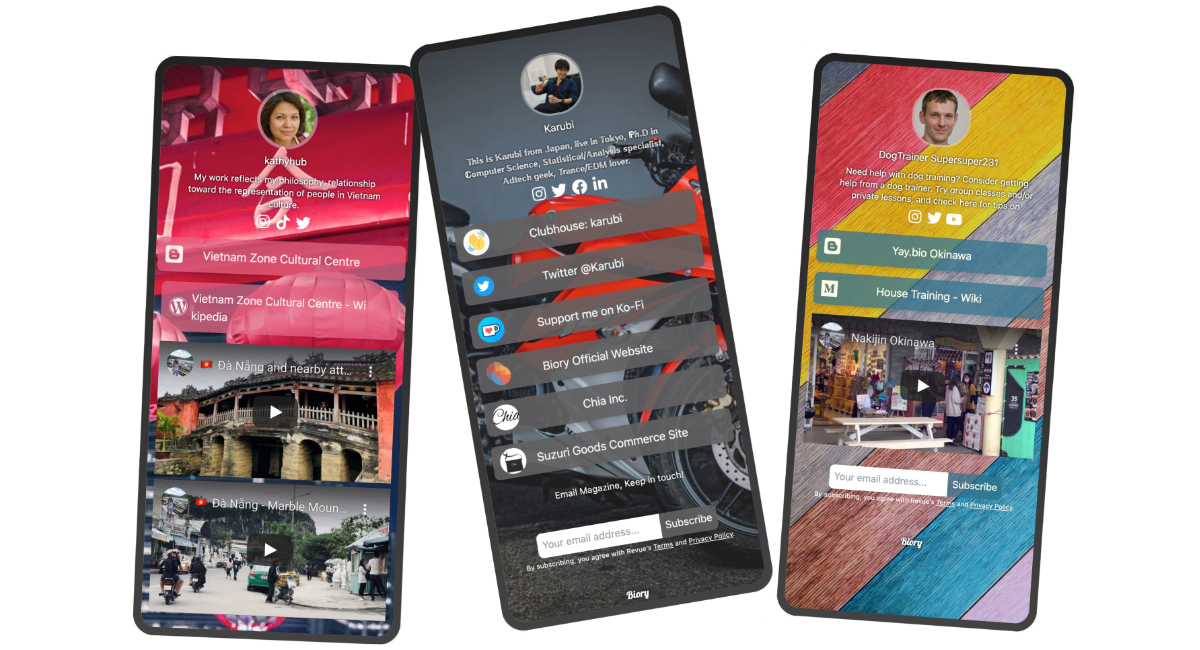 kathyhub
My work reflects my philosophy, relationship
toward the representation of people in Vietnam
culture.
Vietnam Zone Cultural Centre
Vietnam Zone Cultural Centre - Wi
kipedia
Đà Nẵng and nearby att...
Đà Nẵng - Marble Moun...
Karubi
This is Karubi from Japan, live in Tokyo, Ph.D in
Computer Science, Statistical/Analysis specialist,
Adtech geek, Trance/EDM lover.
Clubhouse: karubi
Twitter @Karubi
Support me on Ko-Fi
Biory Official Website
Chia
Chia Inc.
Suzuri Goods Commerce Site
Email Magazine, Keep in touch!
Your email address...
Subscribe
By subscribing, you agree with Revue's Terms and Privacy Policy.
Biory
DogTrainer Supersuper231
Need help with dog training? Consider getting
help from a dog trainer. Try group classes and/or
private lessons, and check here for tips on
Yay.bio Okinawa
M
House Training - Wiki
Nakijin Okinawa
35
Your email address...
Subscribe
By subscribing, you agree with Revue's Terms and Privacy Policy.
Biory